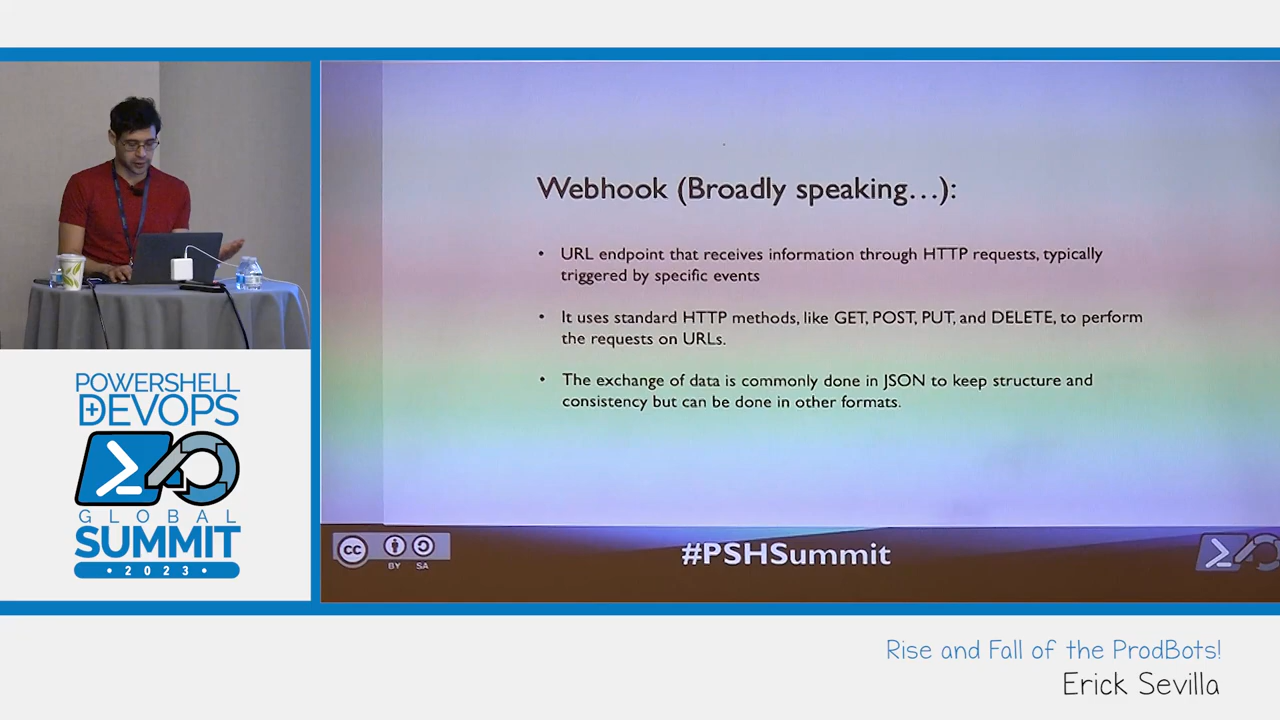 Webhook (Broadly speaking…):
• URL endpoint that receives information through HTTP requests, typically
triggered by specific events
• It uses standard HTTP methods, like GET, POST, PUT, and DELETE, to perform
the requests on URLs.
• The exchange of data is commonly done in JSON to keep structure and
consistency but can be done in other formats.
POWERSHELL
+DEVOPS
GLOBAL
SUMMIT
• 2023 •
cc
BY SA
#PSHSummit
Rise and Fall of the ProdBots!
Erick Sevilla